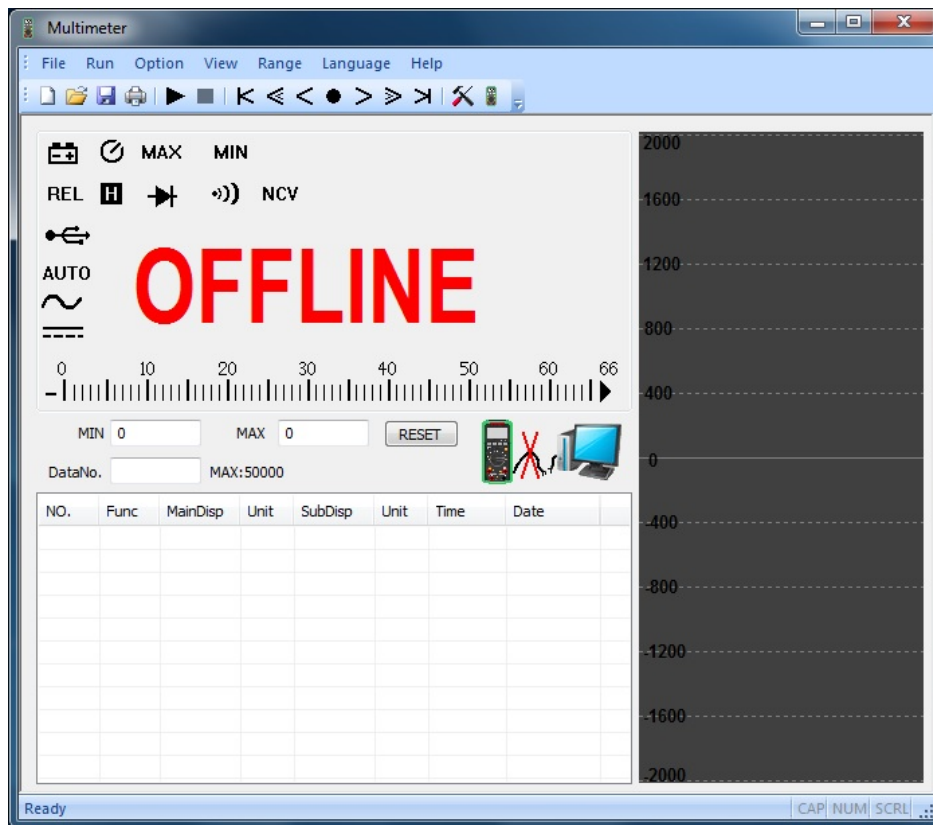 Multimeter
File Run Option View Range Language Help
MAX MIN
REL H NCV
AUTO
OFFLINE
0 10 20 30 40 50 60 66
MIN 0 MAX 0 RESET
DataNo. MAX:50000
NO. Func MainDisp Unit SubDisp Unit Time Date
2000
1600
1200
800
400
0
-400
-800
-1200
-1600
-2000
Ready CAP NUM SCRL